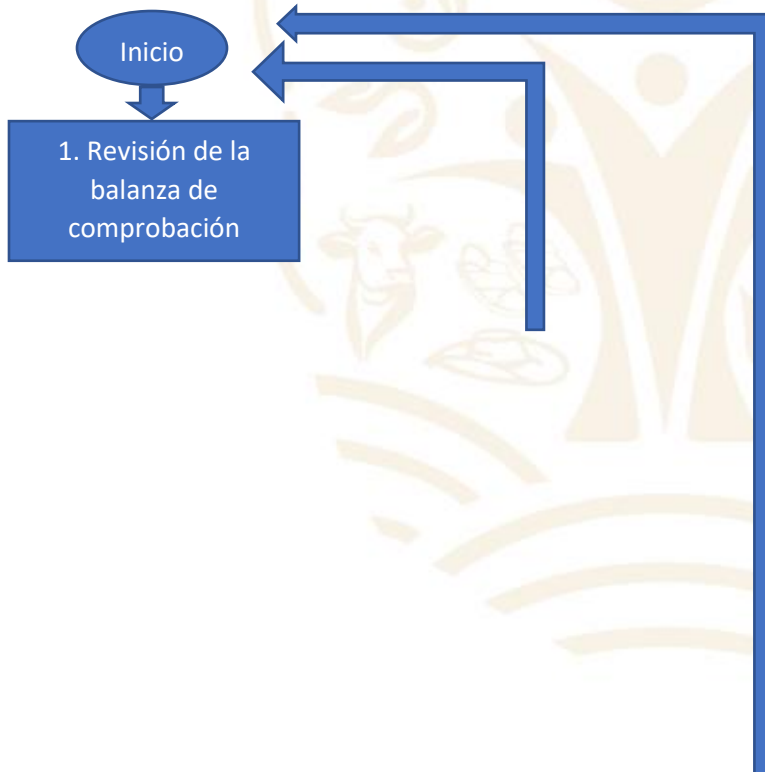 Inicio
1. Revisión de la
balanza de
comprobación